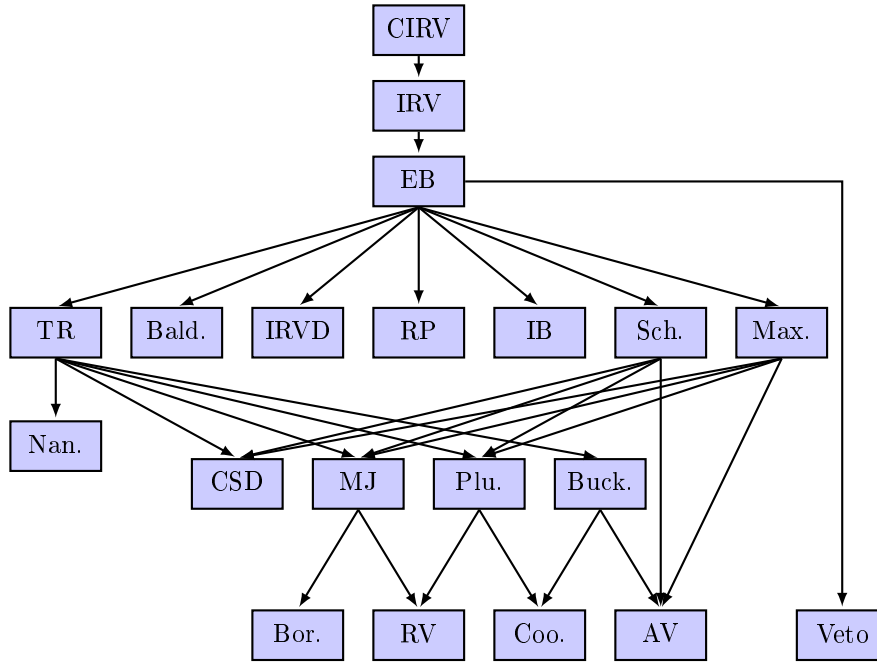 CIRV
IRV
EB
TR Bald. IRVD RP IB Sch. Max.
Nan.
CSD MJ Plu. Buck.
Bor. RV Coo. AV Veto